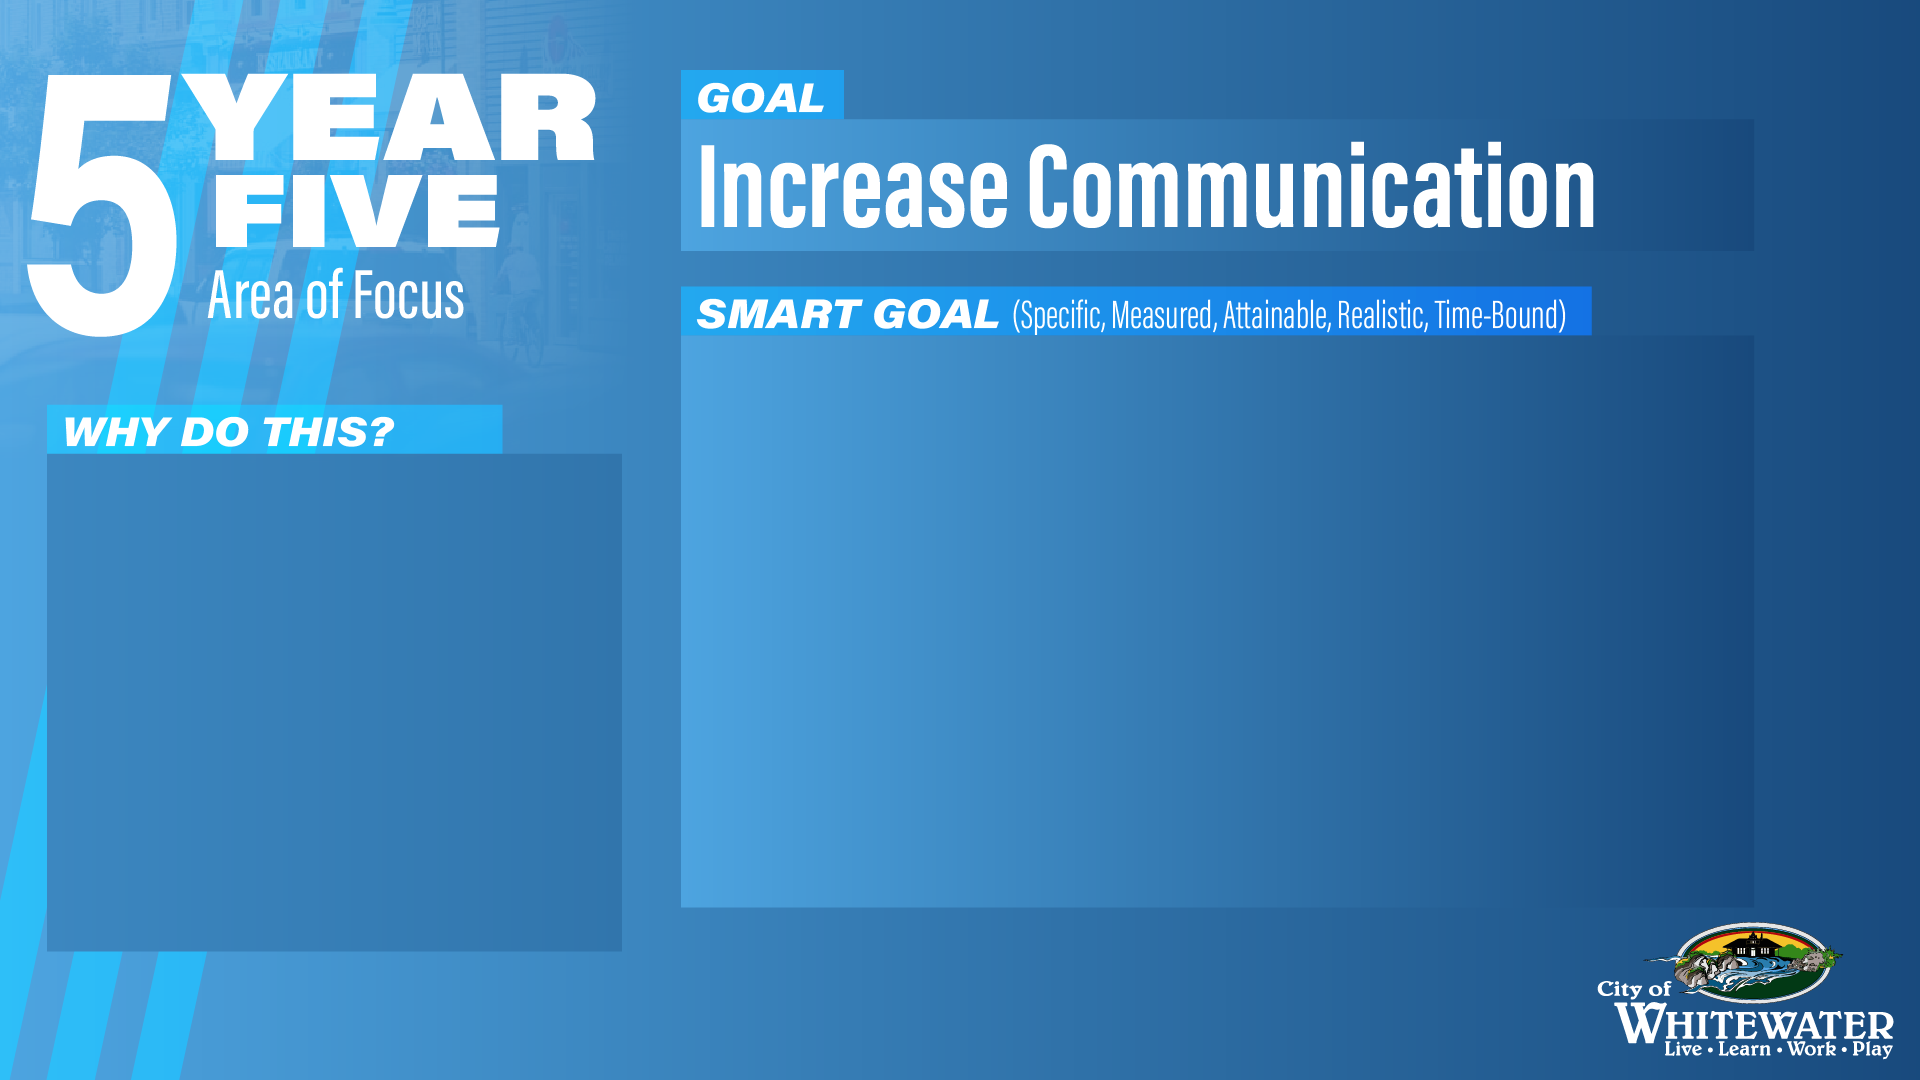 5
YEAR
FIVE
Area of Focus
WHY DO THIS?
GOAL
Increase Communication
SMART GOAL (Specific, Measured, Attainable, Realistic, Time-Bound)
City of
WHITEWATER
Live • Learn • Work • Play